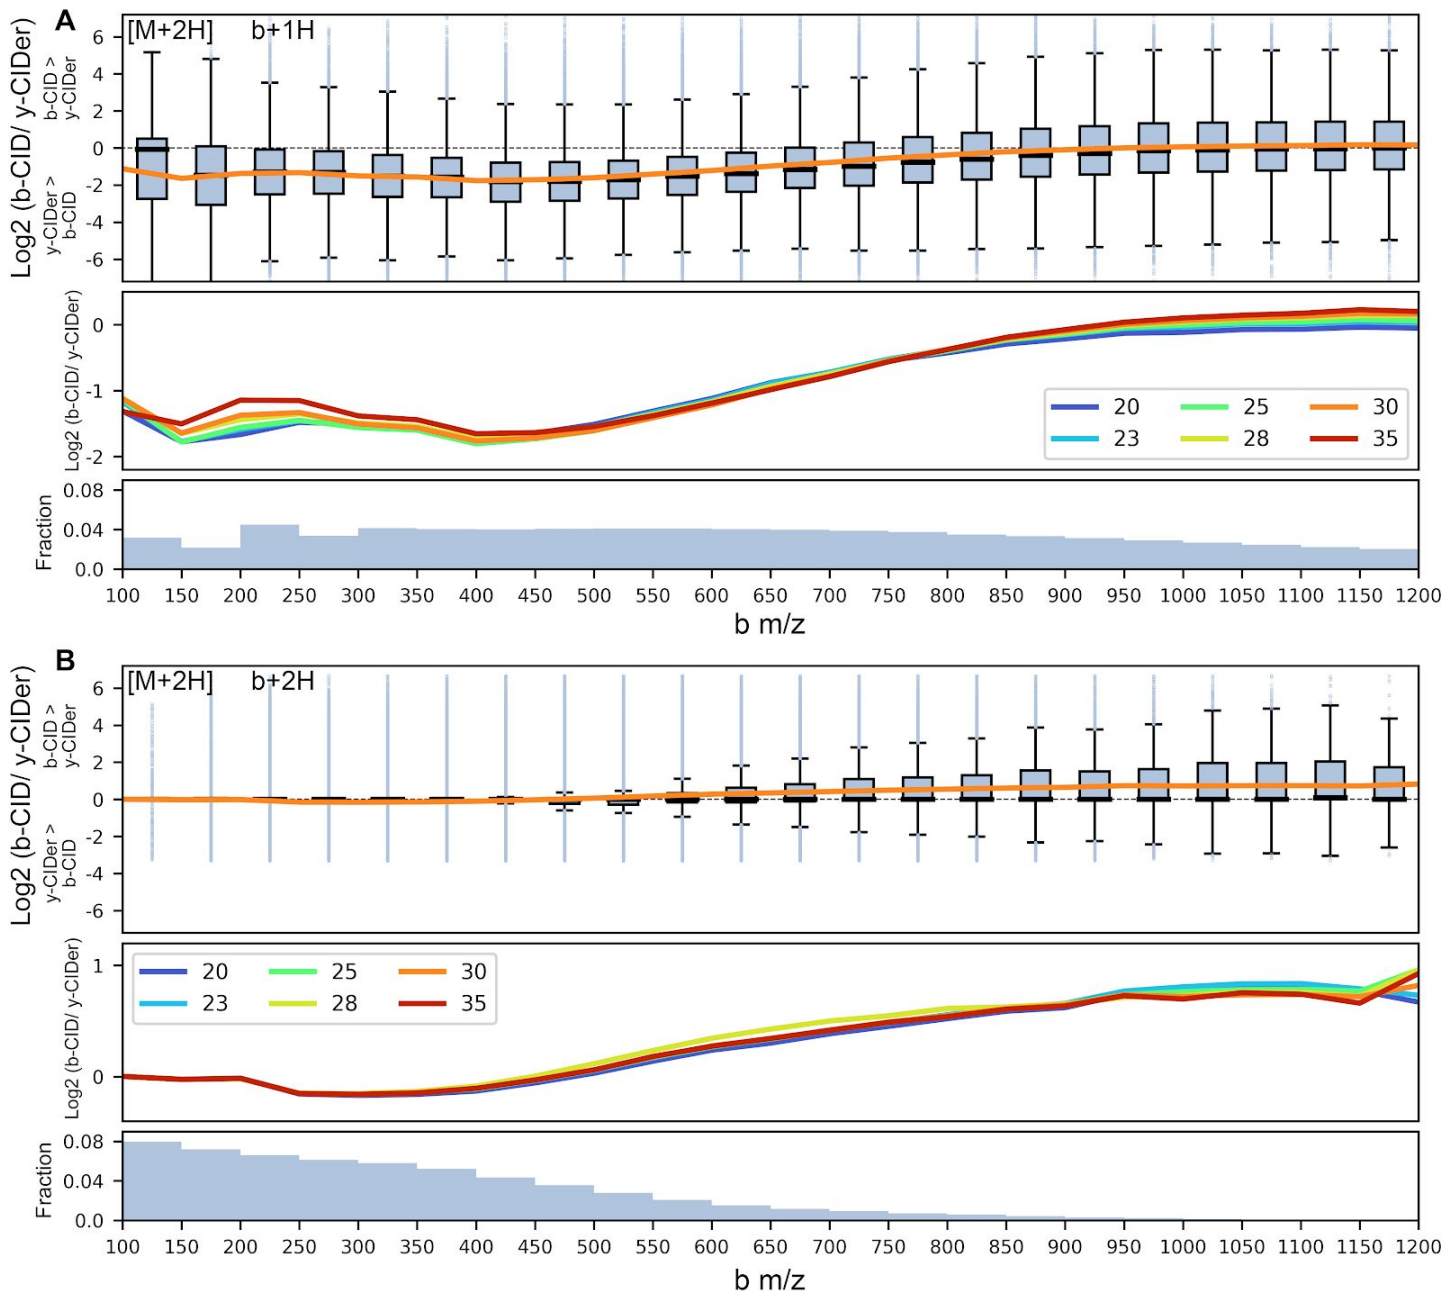 A
[M+2H] b+1H
Log2 (b-CID/ y-CIDer)
b-CID >
y-CIDer
y-CIDer >
b-CID
6
4
2
0
-2
-4
-6
Log2 (b-CID/ y-CIDer)
0
-1
-2
20 25 30
23 28 35
Fraction
0.08
0.04
0.0
100 150 200 250 300 350 400 450 500 550 600 650 700 750 800 850 900 950 1000 1050 1100 1150 1200
b m/z
B
[M+2H] b+2H
Log2 (b-CID/ y-CIDer)
b-CID >
y-CIDer
y-CIDer >
b-CID
6
4
2
0
-2
-4
-6
Log2 (b-CID/ y-CIDer)
1
0
20 25 30
23 28 35
Fraction
0.08
0.04
0.0
100 150 200 250 300 350 400 450 500 550 600 650 700 750 800 850 900 950 1000 1050 1100 1150 1200
b m/z